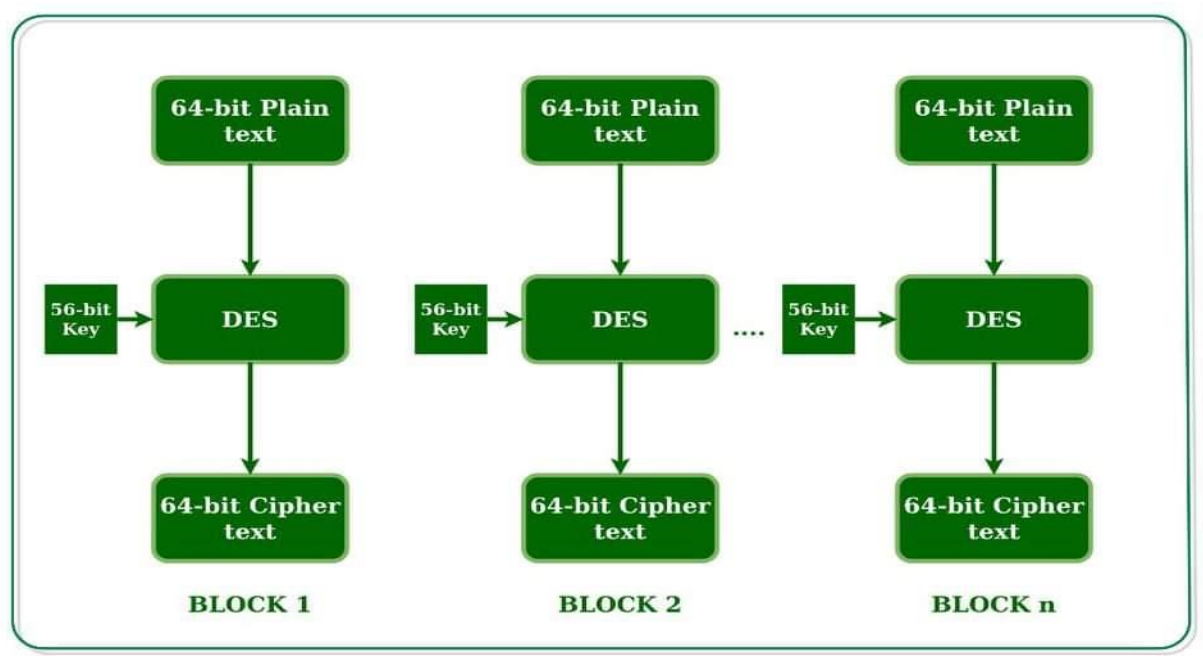 64-bit Plain
text
64-bit Plain
text
64-bit Plain
text
56-bit
Key
DES
56-bit
Key
DES
....
56-bit
Key
DES
64-bit Cipher
text
64-bit Cipher
text
64-bit Cipher
text
BLOCK 1
BLOCK 2
BLOCK n